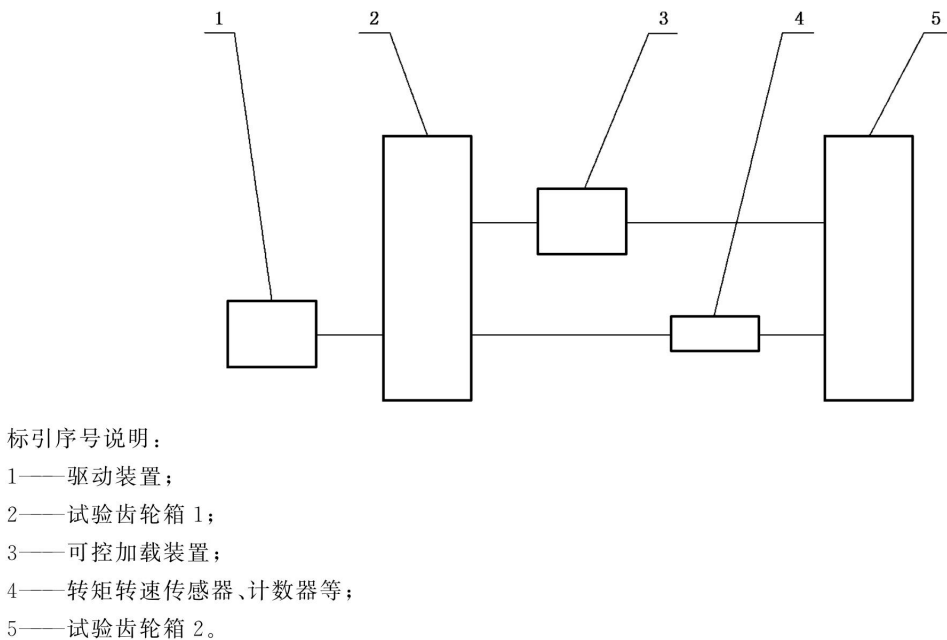 1 2 3 4 5
标引序号说明：
1——驱动装置；
2——试验齿轮箱 1；
3——可控加载装置；
4——转矩转速传感器、计数器等；
5——试验齿轮箱 2。